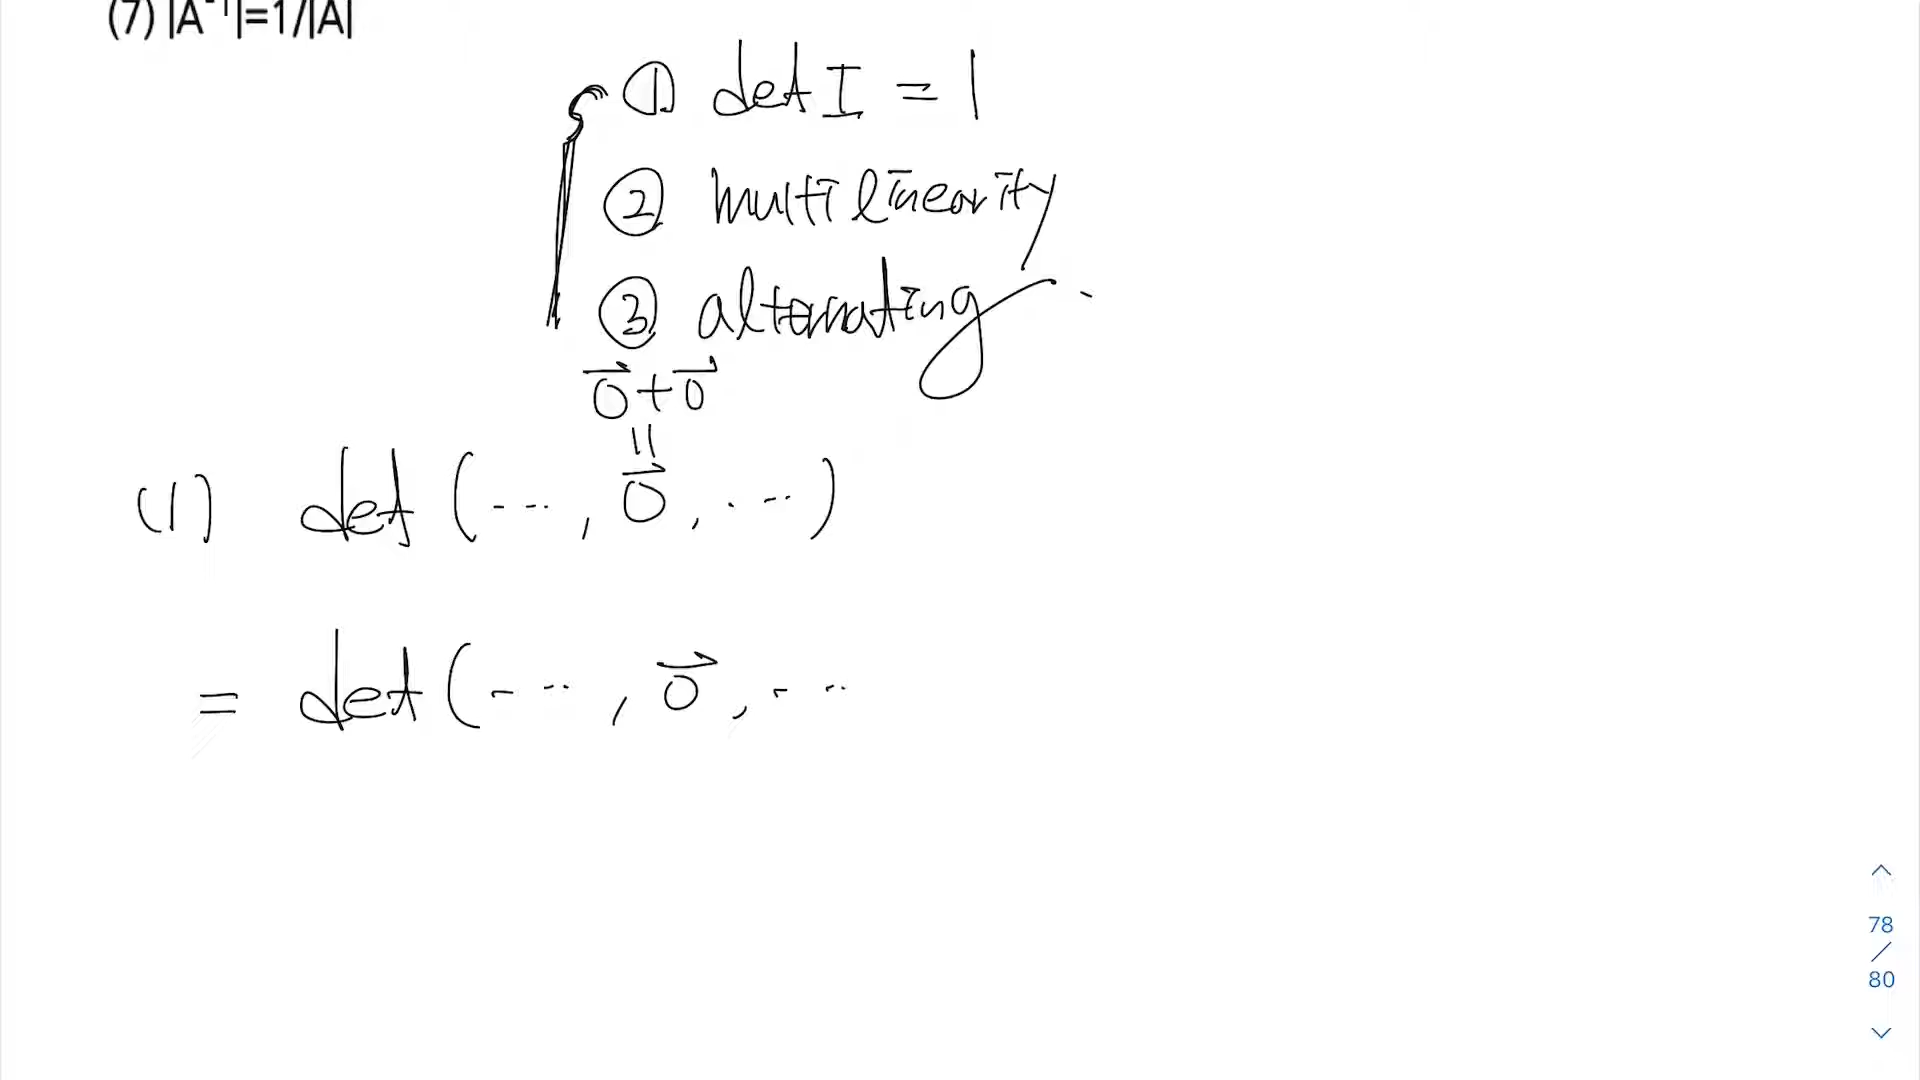 (7) |A⁻¹|=1/|A|
① det I = 1
② multilinearity
③ alternating.
0⃗+0⃗
||
(1) det (---, 0⃗, ---)
= det (---, 0⃗, ---
78
/
80